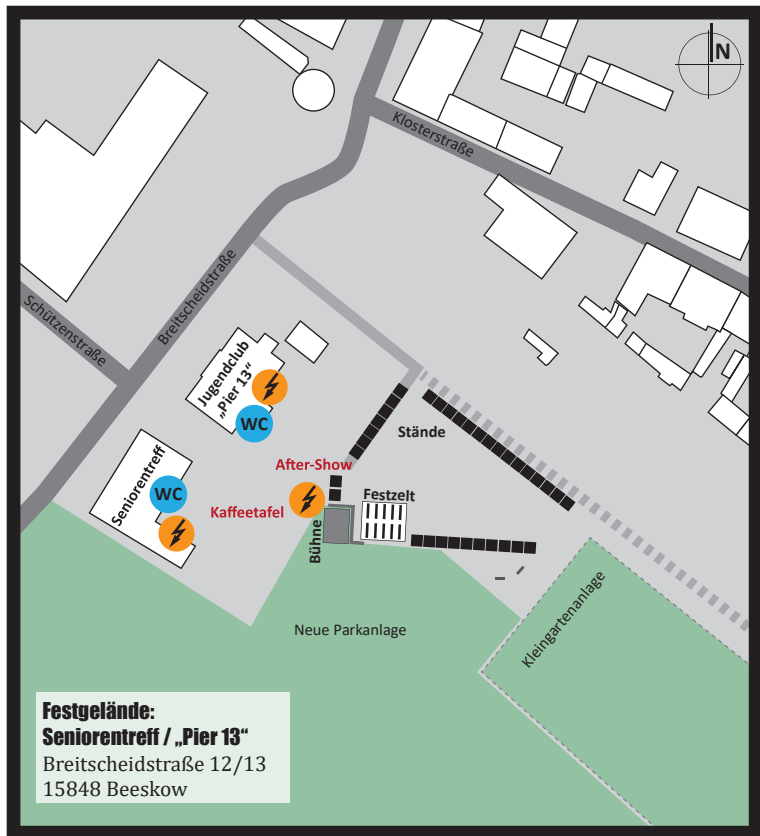 N
Klosterstraße
Breitscheidstraße
Schützenstraße
Jugendclub
„Pier 13“
WC
Stände
After-Show
Seniorentreff
WC
Kaffeetafel
Festzelt
Bühne
Kleingartenanlage
Neue Parkanlage
Festgelände:
Seniorentreff / „Pier 13“
Breitscheidstraße 12/13
15848 Beeskow